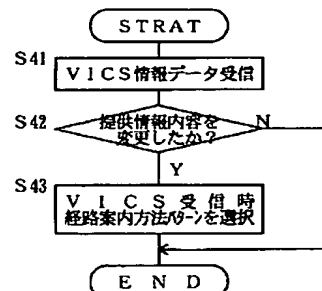 STRAT
S41
VICS情報データ受信
S42
提供情報内容を
変更したか?
N
Y
S43
VICS受信時
経路案内方法パターンを選択
END